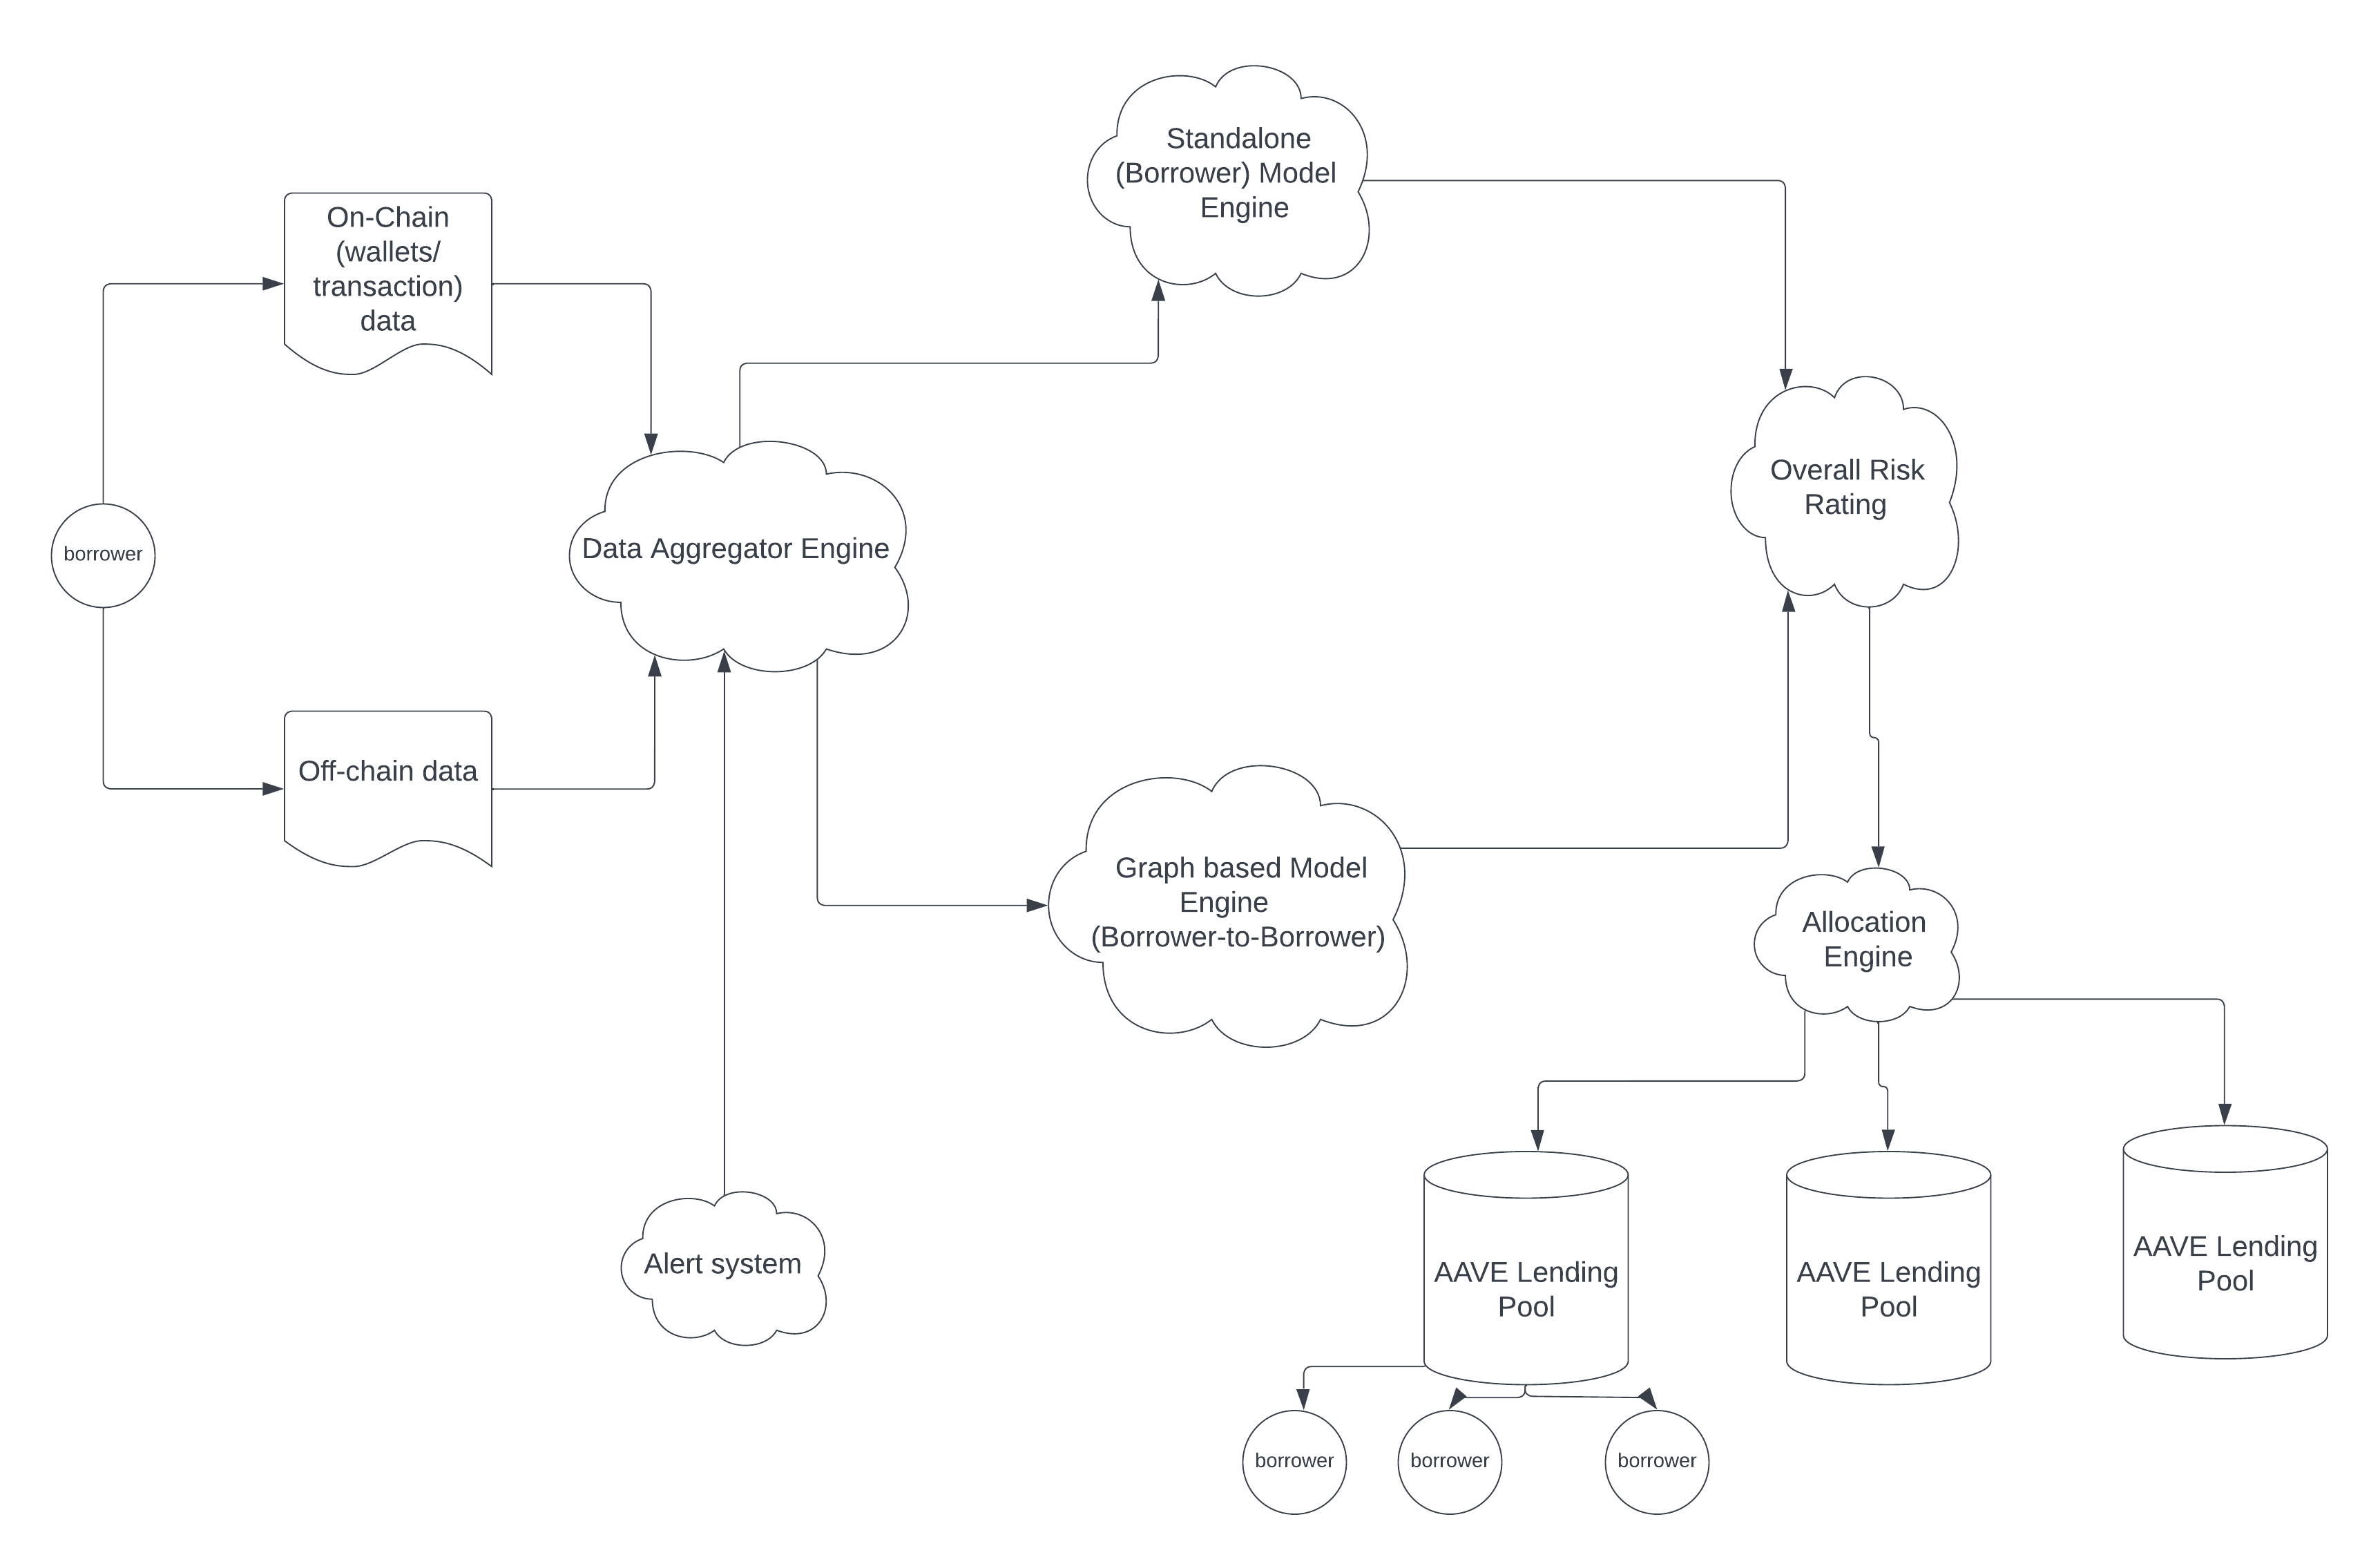 Standalone
(Borrower) Model
Engine
On-Chain
(wallets/
transaction)
data
Overall Risk
Rating
Data Aggregator Engine
borrower
Off-chain data
Graph based Model
Engine
(Borrower-to-Borrower)
Allocation
Engine
Alert system
AAVE Lending
Pool
AAVE Lending
Pool
AAVE Lending
Pool
borrower
borrower
borrower